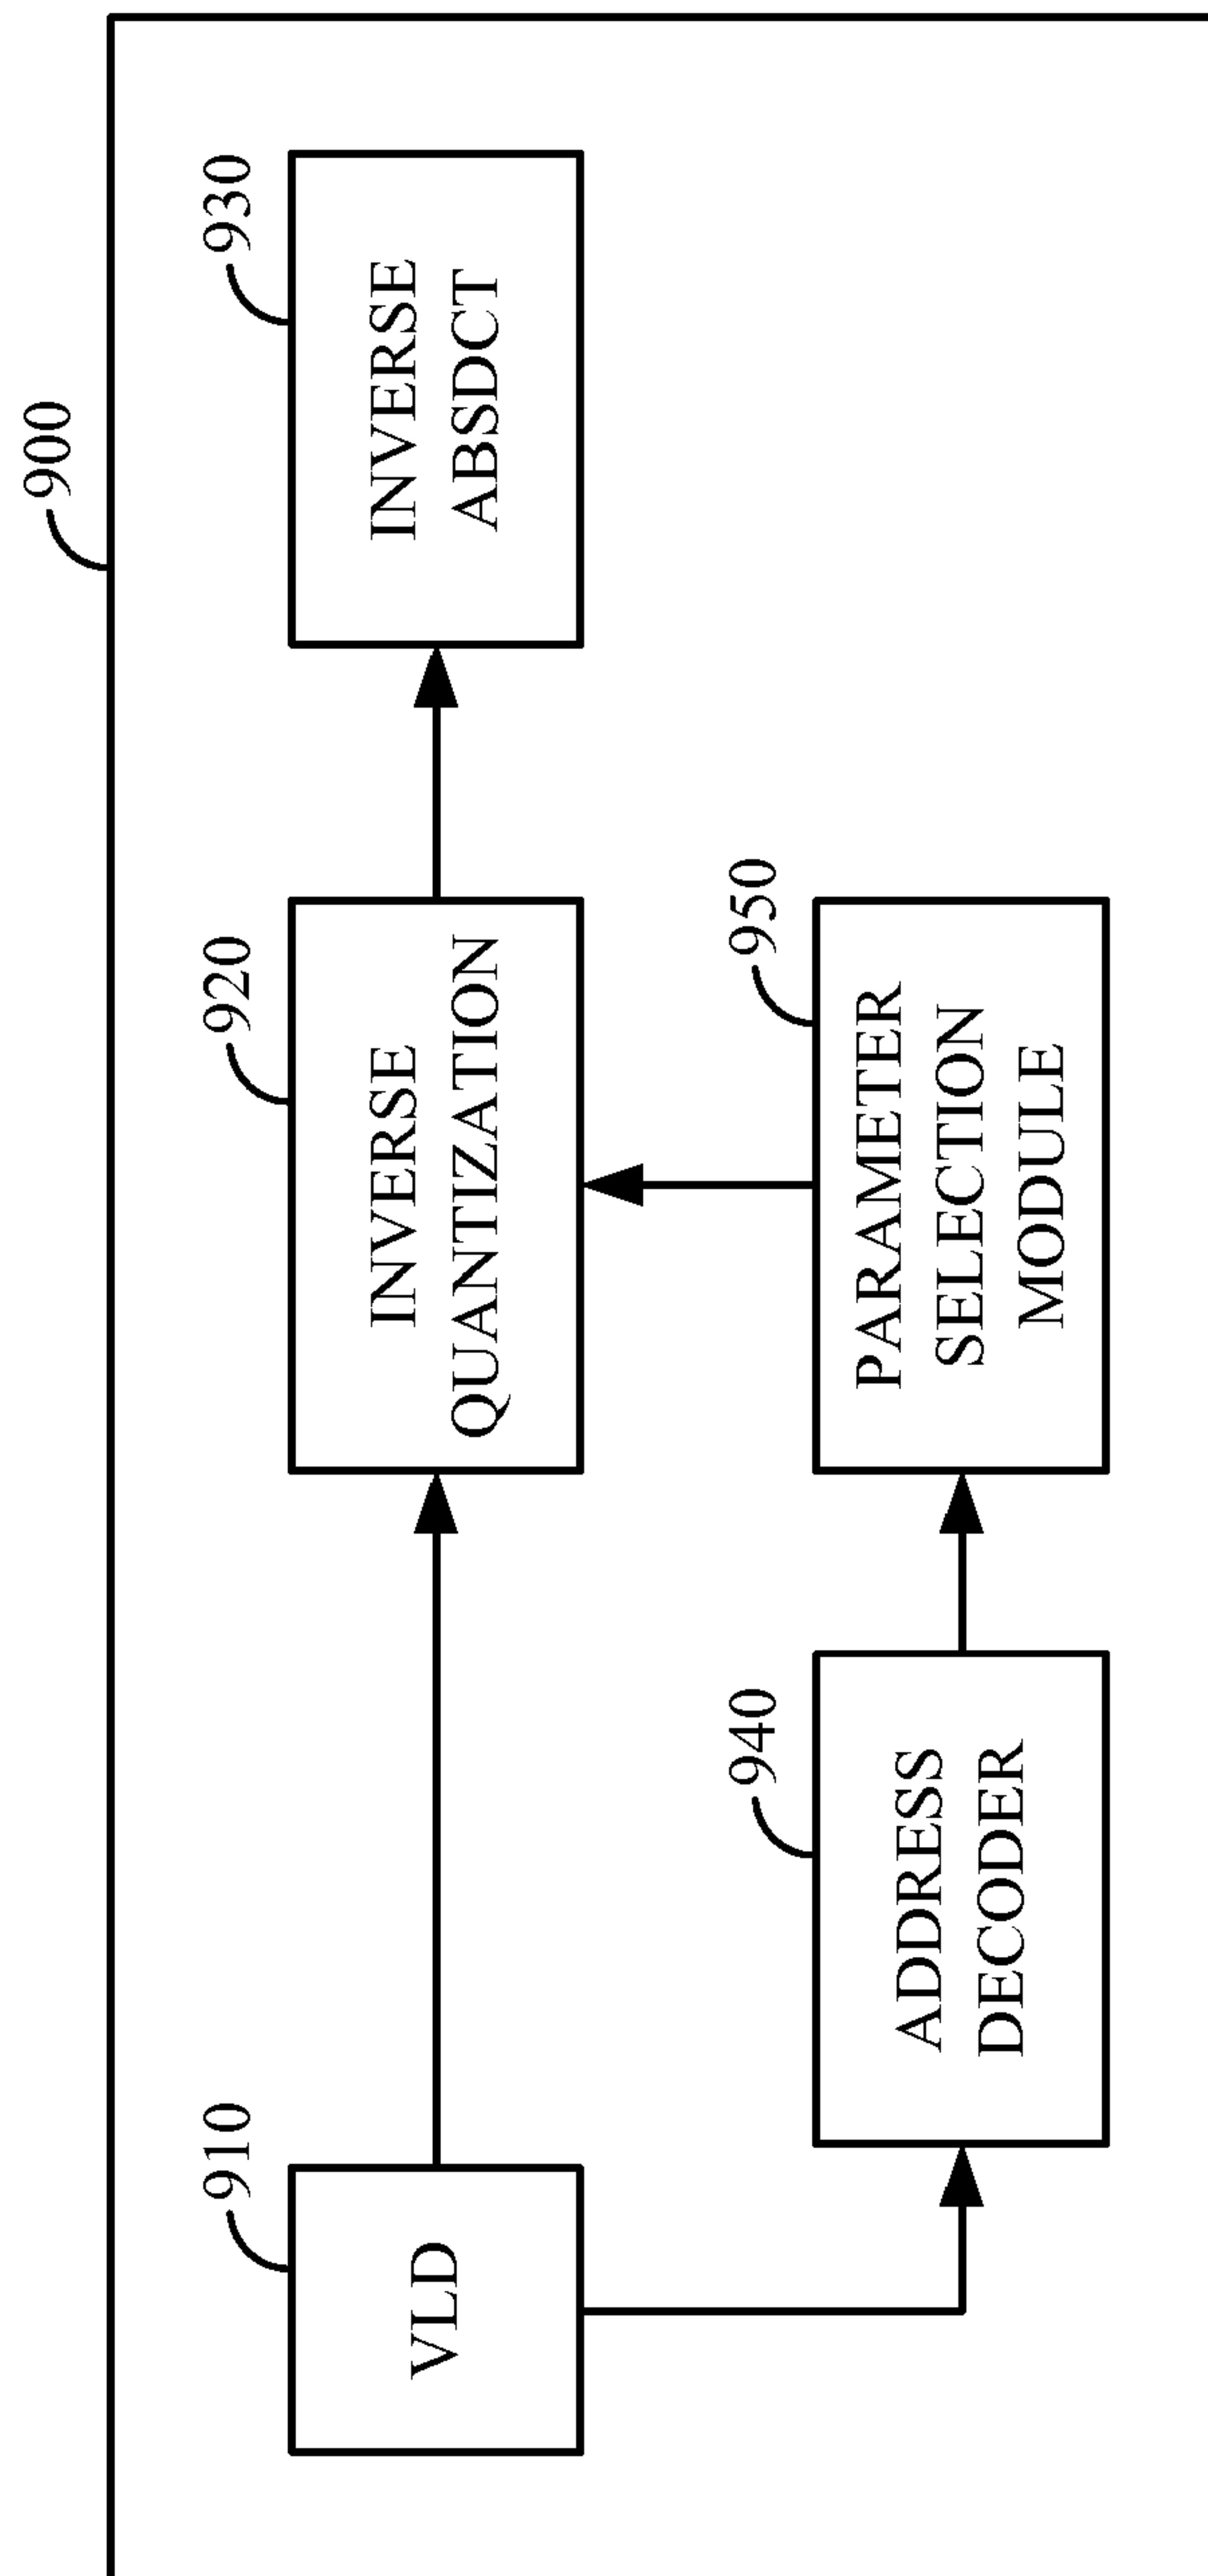 900
910
VLD
920
INVERSE
QUANTIZATION
930
INVERSE
ABSDCT
940
ADDRESS
DECODER
950
PARAMETER
SELECTION
MODULE